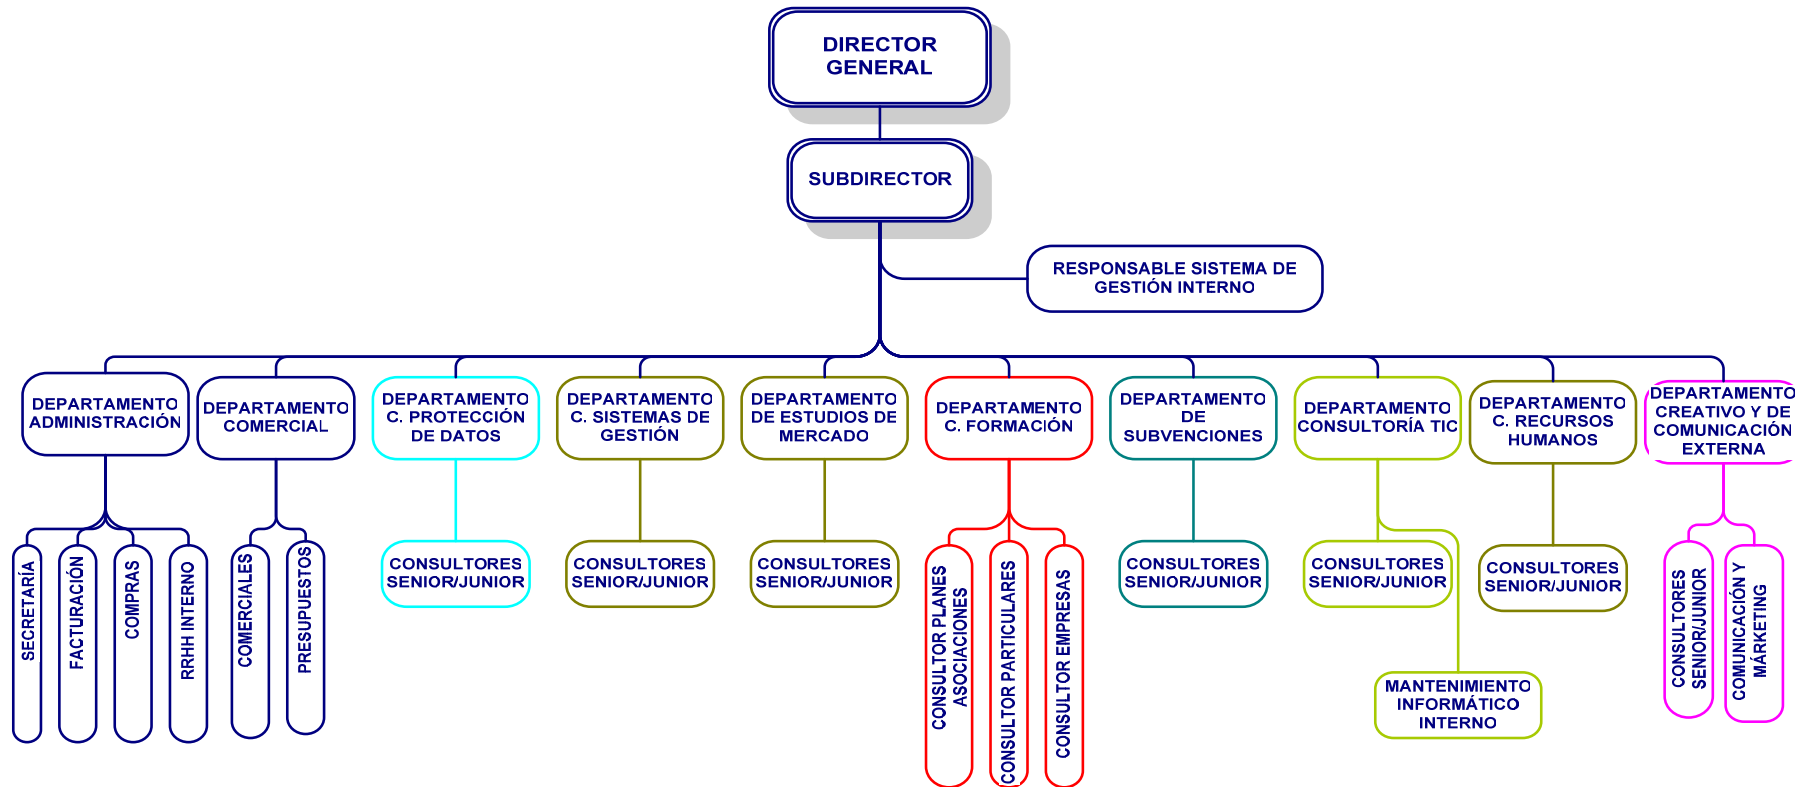 DIRECTOR
GENERAL
SUBDIRECTOR
RESPONSABLE SISTEMA DE
GESTIÓN INTERNO
DEPARTAMENTO
ADMINISTRACIÓN
DEPARTAMENTO
COMERCIAL
DEPARTAMENTO
C. PROTECCIÓN
DE DATOS
DEPARTAMENTO
C. SISTEMAS DE
GESTIÓN
DEPARTAMENTO
DE ESTUDIOS DE
MERCADO
DEPARTAMENTO
C. FORMACIÓN
DEPARTAMENTO
DE
SUBVENCIONES
DEPARTAMENTO
CONSULTORÍA TIC
DEPARTAMENTO
C. RECURSOS
HUMANOS
DEPARTAMENTO
CREATIVO Y DE
COMUNICACIÓN
EXTERNA
SECRETARÍA
FACTURACIÓN
COMPRAS
RRHH INTERNO
COMERCIALES
PRESUPUESTOS
CONSULTORES
SENIOR/JUNIOR
CONSULTORES
SENIOR/JUNIOR
CONSULTORES
SENIOR/JUNIOR
CONSULTOR PLANES
ASOCIACIONES
CONSULTOR PARTICULARES
CONSULTOR EMPRESAS
CONSULTORES
SENIOR/JUNIOR
CONSULTORES
SENIOR/JUNIOR
MANTENIMIENTO
INFORMÁTICO
INTERNO
CONSULTORES
SENIOR/JUNIOR
CONSULTORES
SENIOR/JUNIOR
COMUNICACIÓN Y
MÁRKETING